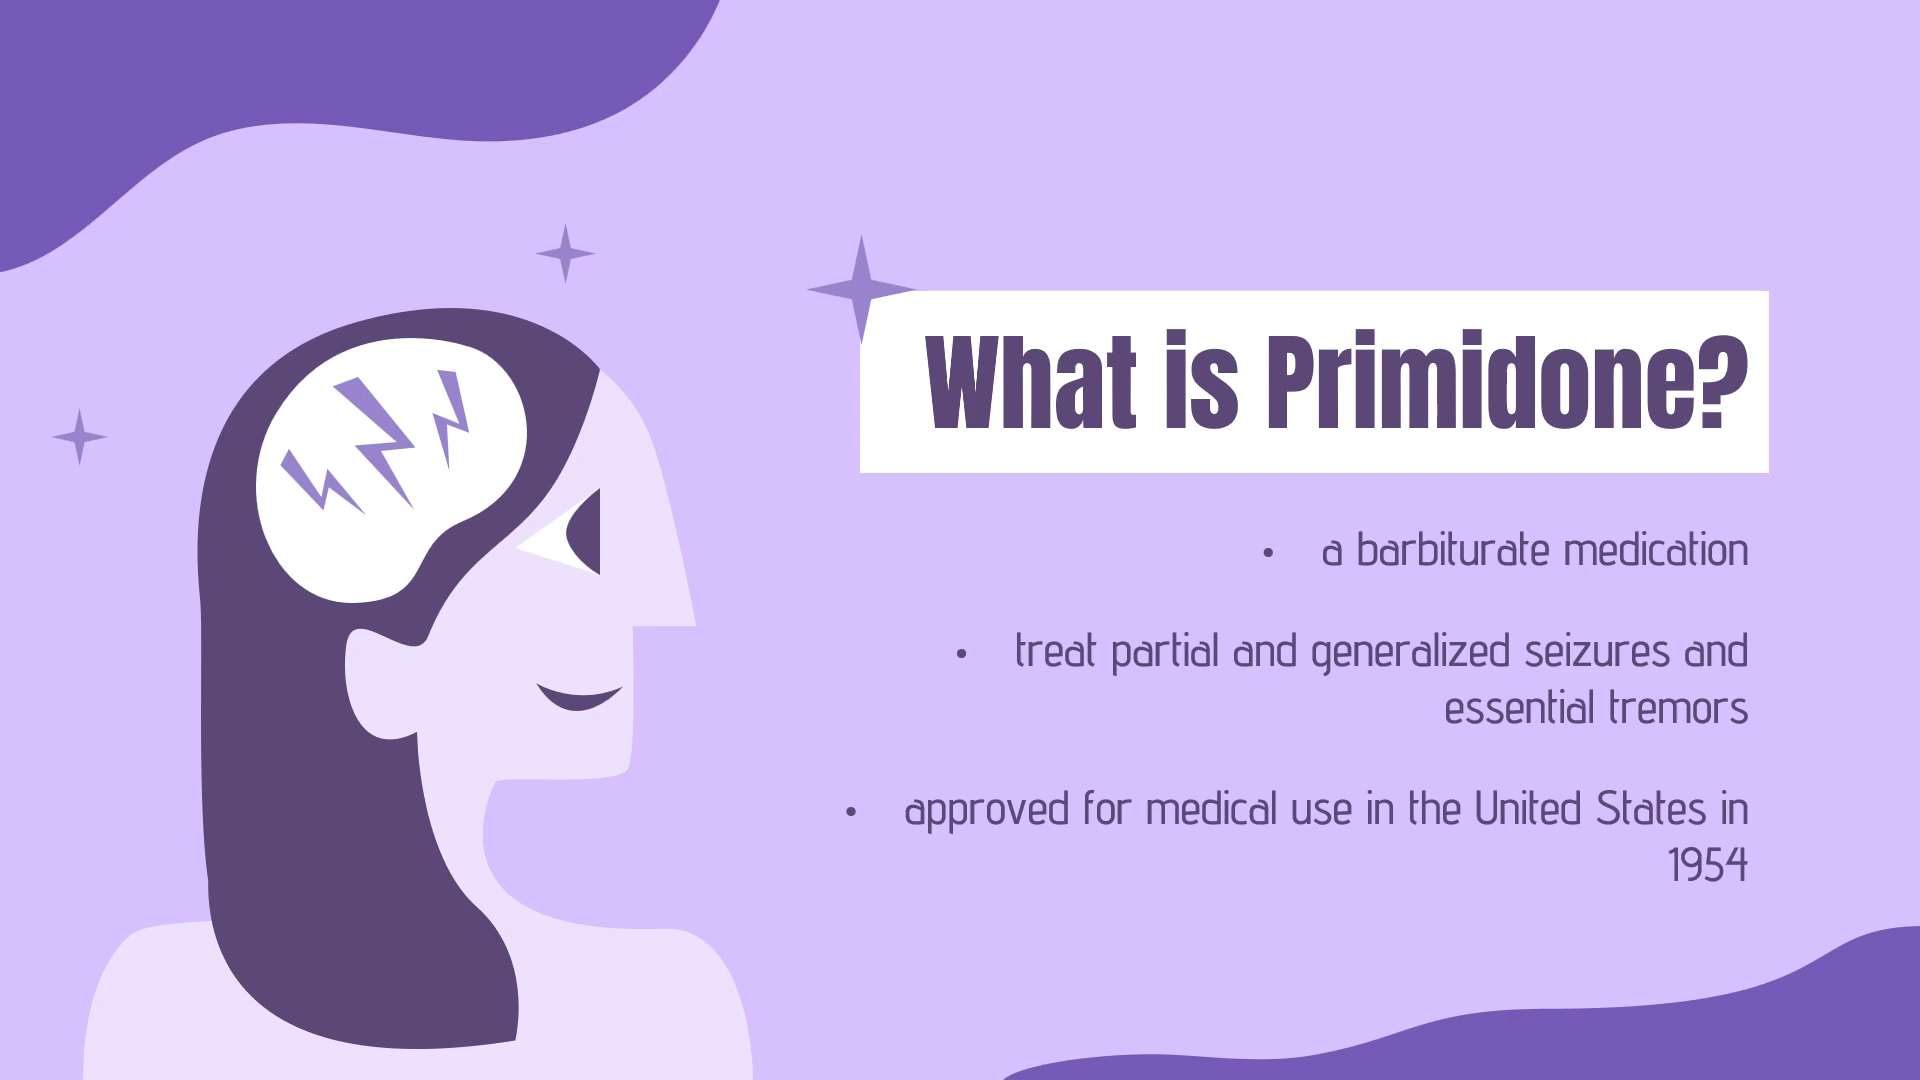 What is Primidone?
• a barbiturate medication
• treat partial and generalized seizures and
essential tremors
• approved for medical use in the United States in
1954